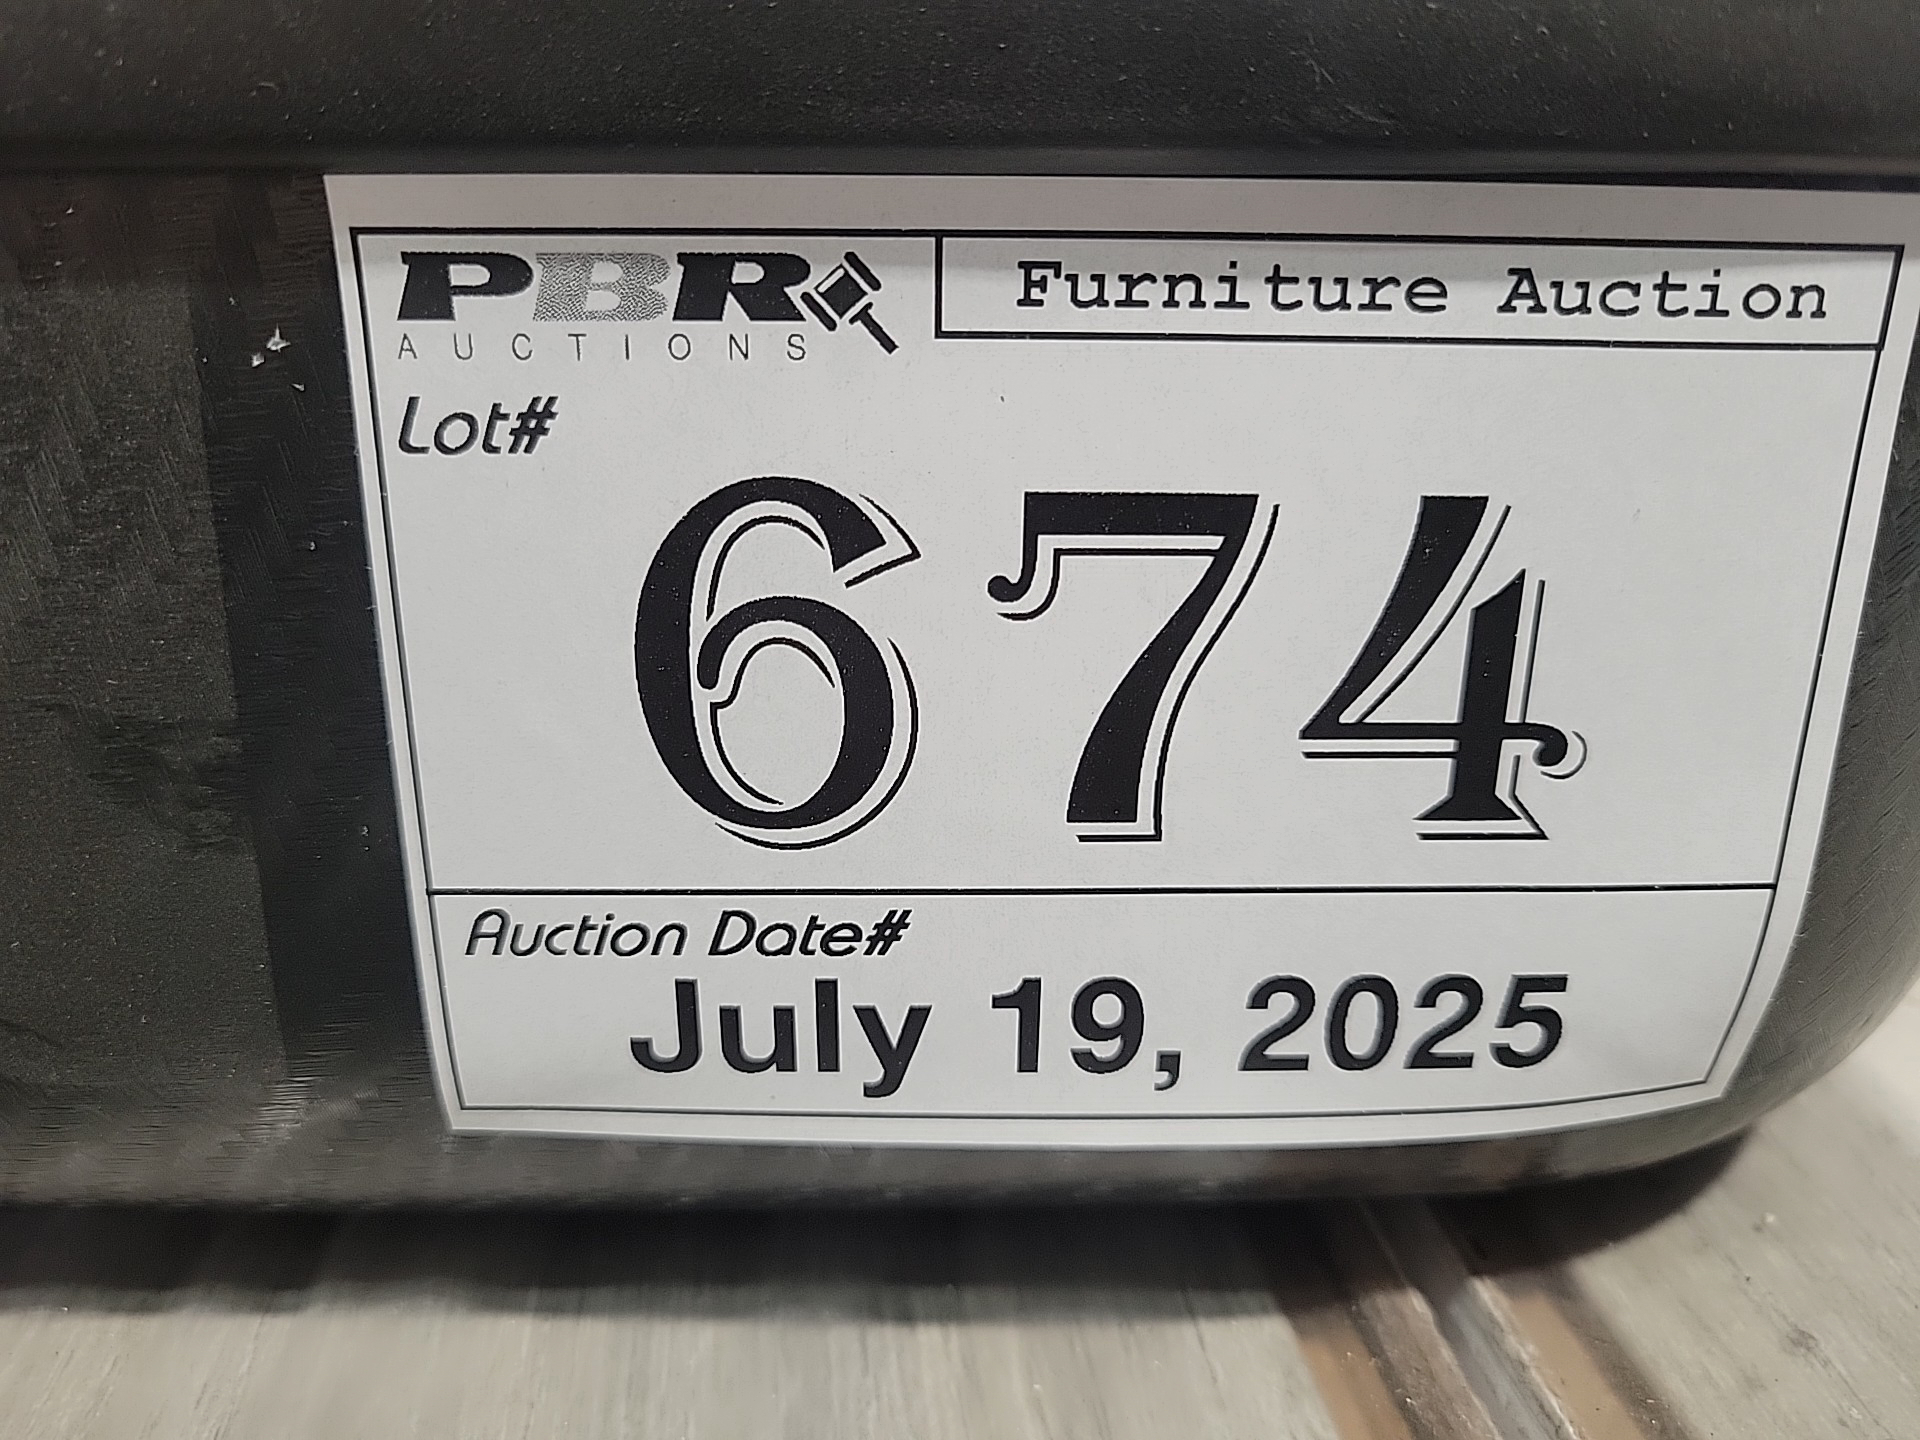 PBR
AUCTIONS
Furniture Auction
Lot#
674
Auction Date#
July 19, 2025